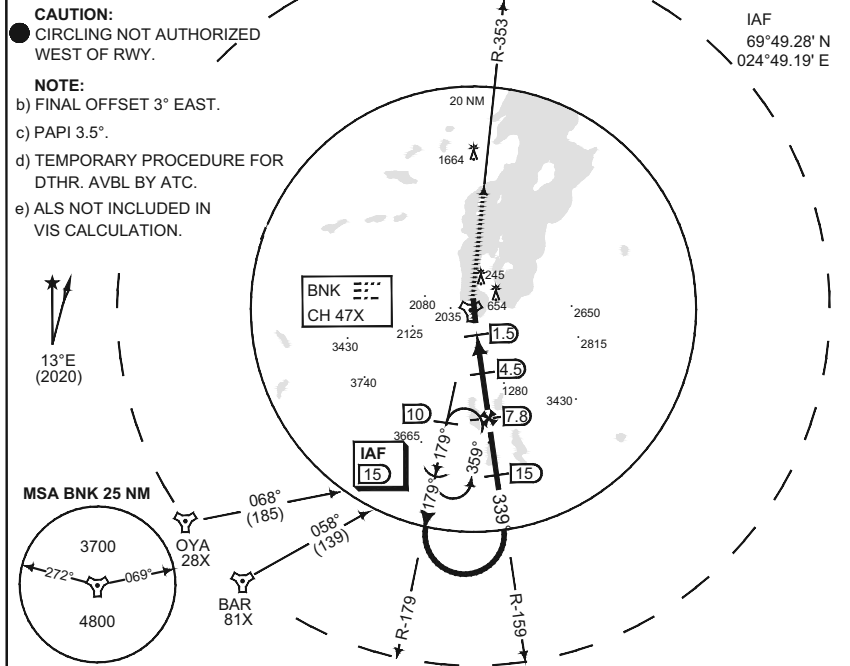 CAUTION:
CIRCLING NOT AUTHORIZED
WEST OF RWY.
NOTE:
b) FINAL OFFSET 3° EAST.
c) PAPI 3.5°.
d) TEMPORARY PROCEDURE FOR
DTHR. AVBL BY ATC.
e) ALS NOT INCLUDED IN
VIS CALCULATION.
IAF
69°49.28' N
024°49.19' E
R-353
20 NM
1664
245
654
BNK
CH 47X
2080
2035
2125
3430
3740
2650
2815
1.5
4.5
1280
3430
10
7.8
3665
179°
359°
IAF
15
15
179°
339°
13°E
(2020)
MSA BNK 25 NM
3700
272°
069°
4800
068°
(185)
OYA
28X
058°
(139)
BAR
81X
R-179
R-159